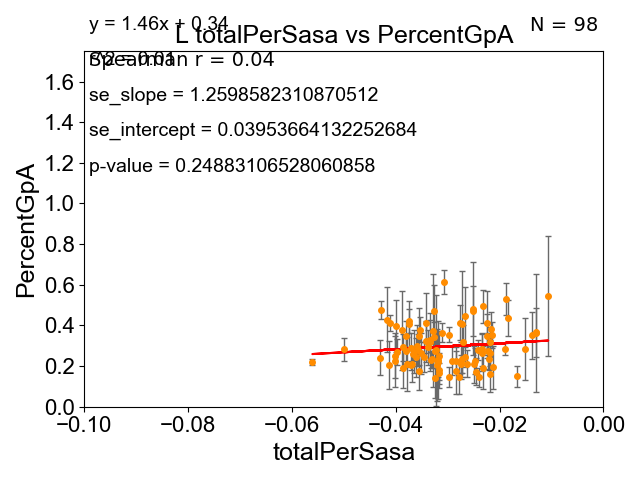 y = 1.46x + 0.34
N = 98
L totalPerSasa vs PercentGpA
Spearman r = 0.04
se_slope = 1.2598582310870512
se_intercept = 0.03953664132252684
p-value = 0.24883106528060858
PercentGpA
1.6
1.4
1.2
1.0
0.8
0.6
0.4
0.2
0.0
−0.10
−0.08
−0.06
−0.04
−0.02
0.00
totalPerSasa